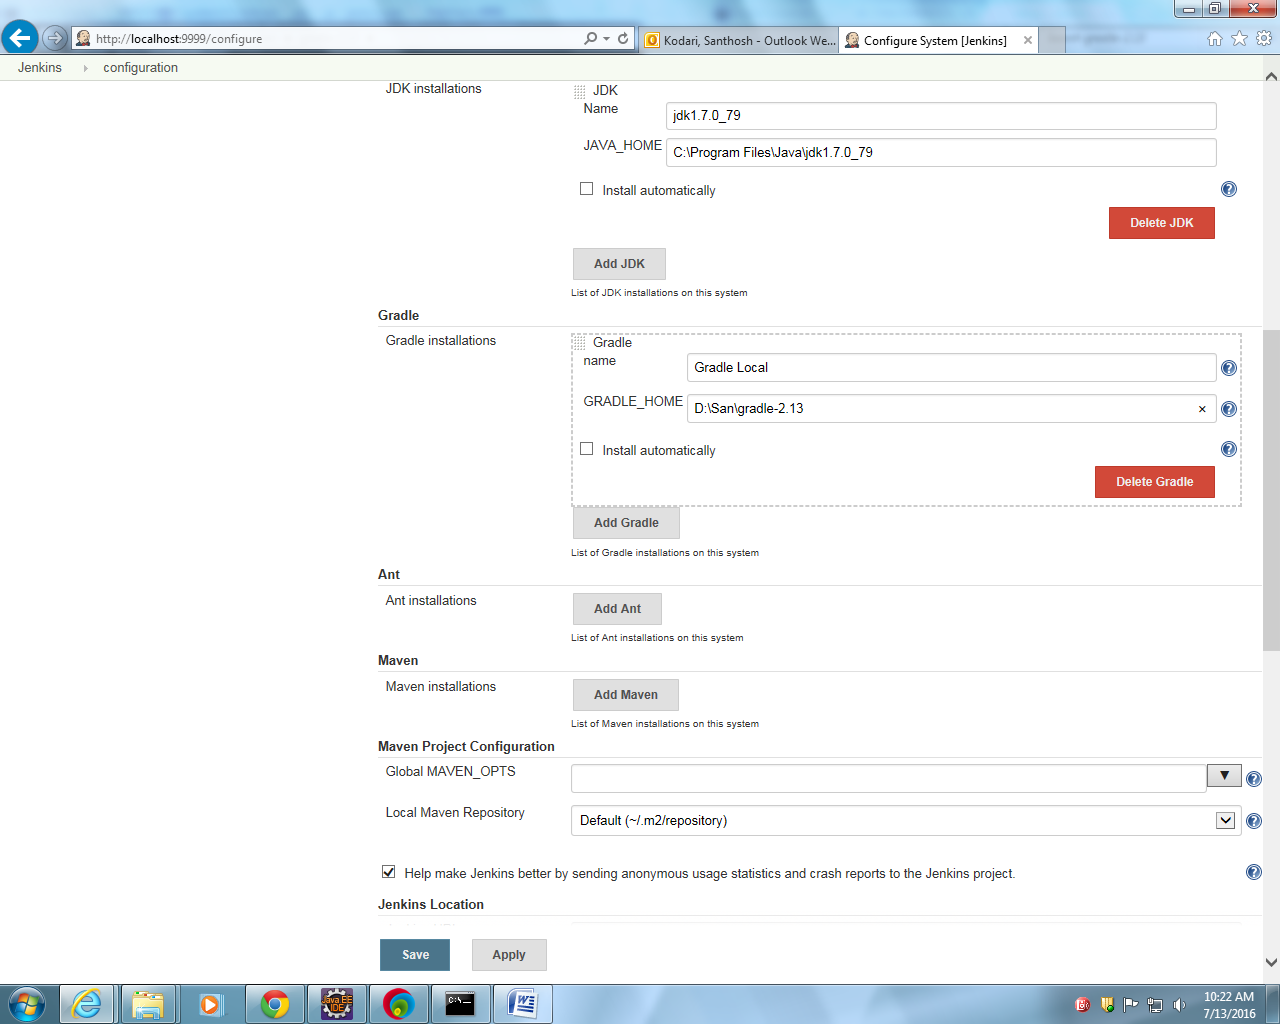 http://localhost:9999/configure
Kodari, Santhosh - Outlook We...
Configure System [Jenkins]
Jenkins
configuration
JDK installations
JDK
Name
jdk1.7.0_79
JAVA_HOME
C:\Program Files\Java\jdk1.7.0_79
Install automatically
Delete JDK
Add JDK
List of JDK installations on this system
Gradle
Gradle installations
Gradle
name
Gradle Local
GRADLE_HOME
D:\San\gradle-2.13
Install automatically
Delete Gradle
Add Gradle
List of Gradle installations on this system
Ant
Ant installations
Add Ant
List of Ant installations on this system
Maven
Maven installations
Add Maven
List of Maven installations on this system
Maven Project Configuration
Global MAVEN_OPTS
Local Maven Repository
Default (~/.m2/repository)
Help make Jenkins better by sending anonymous usage statistics and crash reports to the Jenkins project.
Jenkins Location
Save
Apply
Java EE
IDE
C:\
10:22 AM
7/13/2016